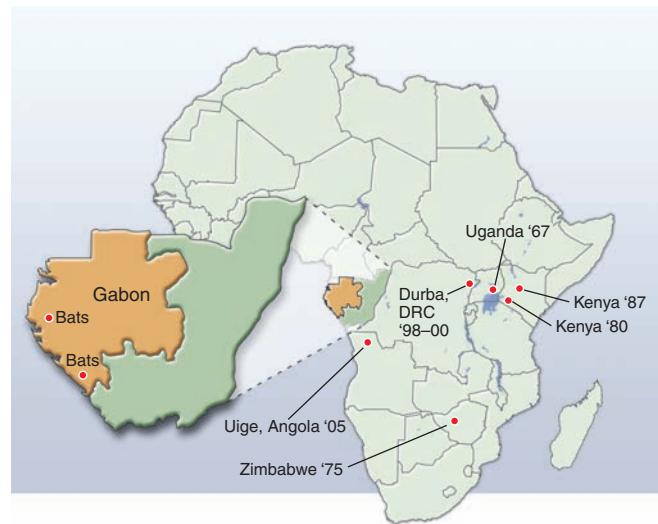 Uganda ‘67
Gabon
Durba,
DRC
‘98–00
Kenya ‘87
Bats
Kenya ‘80
Bats
Uige, Angola ‘05
Zimbabwe ‘75